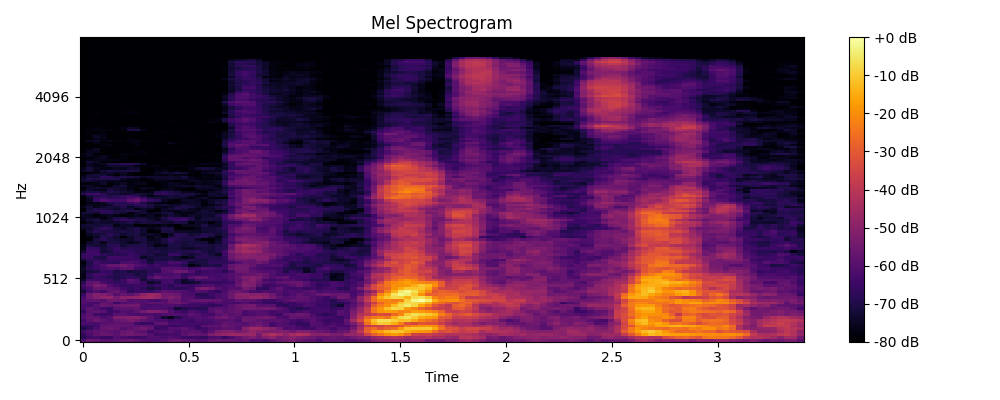 Mel Spectrogram
+0 dB
-10 dB
-20 dB
-30 dB
-40 dB
-50 dB
-60 dB
-70 dB
-80 dB
Hz
4096
2048
1024
512
0
0
0.5
1
1.5
2
2.5
3
Time